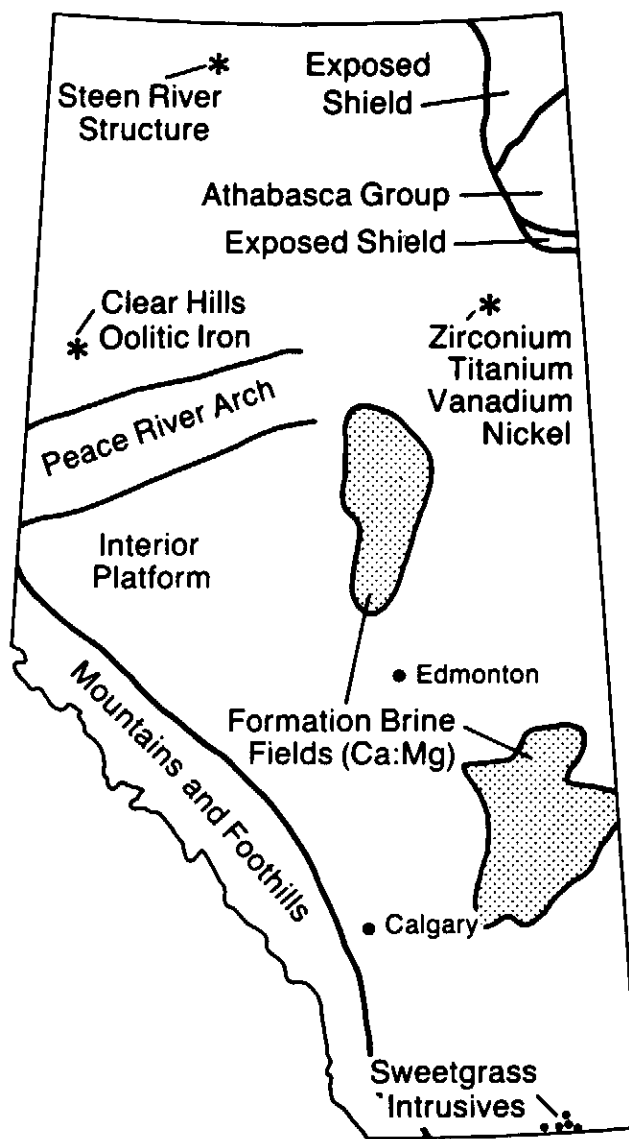 Exposed
Shield
Steen River
Structure
Athabasca Group
Exposed Shield
Clear Hills
Oolitic Iron
Zirconium
Titanium
Vanadium
Nickel
Peace River Arch
Interior
Platform
Edmonton
Mountains and Foothills
Formation Brine
Fields (Ca:Mg)
Calgary
Sweetgrass
Intrusives